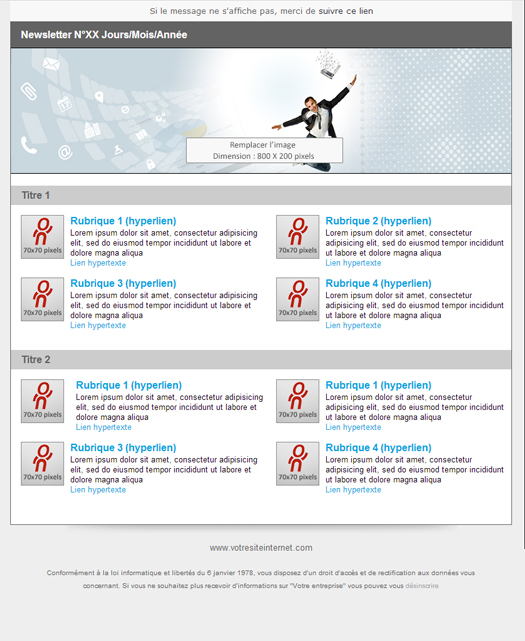 Si le message ne s'affiche pas, merci de suivre ce lien
Newsletter N°XX Jours/Mois/Année
Remplacer l'image
Dimension : 800 X 200 pixels
Titre 1
70x70 pixels
Rubrique 1 (hyperlien)
Lorem ipsum dolor sit amet, consectetur adipisicing
elit, sed do eiusmod tempor incididunt ut labore et
dolore magna aliqua
Lien hypertexte
70x70 pixels
Rubrique 2 (hyperlien)
Lorem ipsum dolor sit amet, consectetur
adipisicing elit, sed do eiusmod tempor incididunt
ut labore et dolore magna aliqua
Lien hypertexte
70x70 pixels
Rubrique 3 (hyperlien)
Lorem ipsum dolor sit amet, consectetur adipisicing
elit, sed do eiusmod tempor incididunt ut labore et
dolore magna aliqua
Lien hypertexte
70x70 pixels
Rubrique 4 (hyperlien)
Lorem ipsum dolor sit amet, consectetur
adipisicing elit, sed do eiusmod tempor incididunt
ut labore et dolore magna aliqua
Lien hypertexte
Titre 2
70x70 pixels
Rubrique 1 (hyperlien)
Lorem ipsum dolor sit amet, consectetur adipisicing
elit, sed do eiusmod tempor incididunt ut labore et
dolore magna aliqua
Lien hypertexte
70x70 pixels
Rubrique 1 (hyperlien)
Lorem ipsum dolor sit amet, consectetur
adipisicing elit, sed do eiusmod tempor incididunt
ut labore et dolore magna aliqua
Lien hypertexte
70x70 pixels
Rubrique 3 (hyperlien)
Lorem ipsum dolor sit amet, consectetur adipisicing
elit, sed do eiusmod tempor incididunt ut labore et
dolore magna aliqua
Lien hypertexte
70x70 pixels
Rubrique 4 (hyperlien)
Lorem ipsum dolor sit amet, consectetur
adipisicing elit, sed do eiusmod tempor incididunt
ut labore et dolore magna aliqua
Lien hypertexte
www.votresiteinternet.com
Conformément à la loi informatique et libertés du 6 janvier 1978, vous disposez d'un droit d'accès et de rectification aux données vous
concernant. Si vous ne souhaitez plus recevoir d'informations sur "Votre entreprise" vous pouvez vous désinscrire